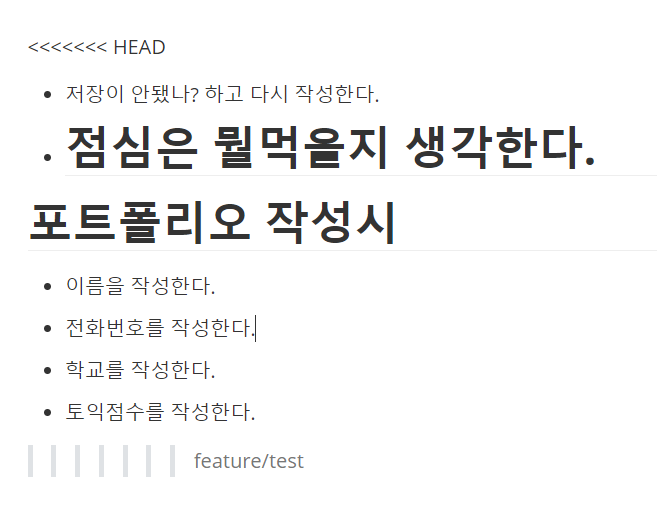 <<<<<<< HEAD
저장이 안됐나? 하고 다시 작성한다.
점심은 뭘먹을지 생각한다.
포트폴리오 작성시
이름을 작성한다.
전화번호를 작성한다.
학교를 작성한다.
토익점수를 작성한다.
feature/test